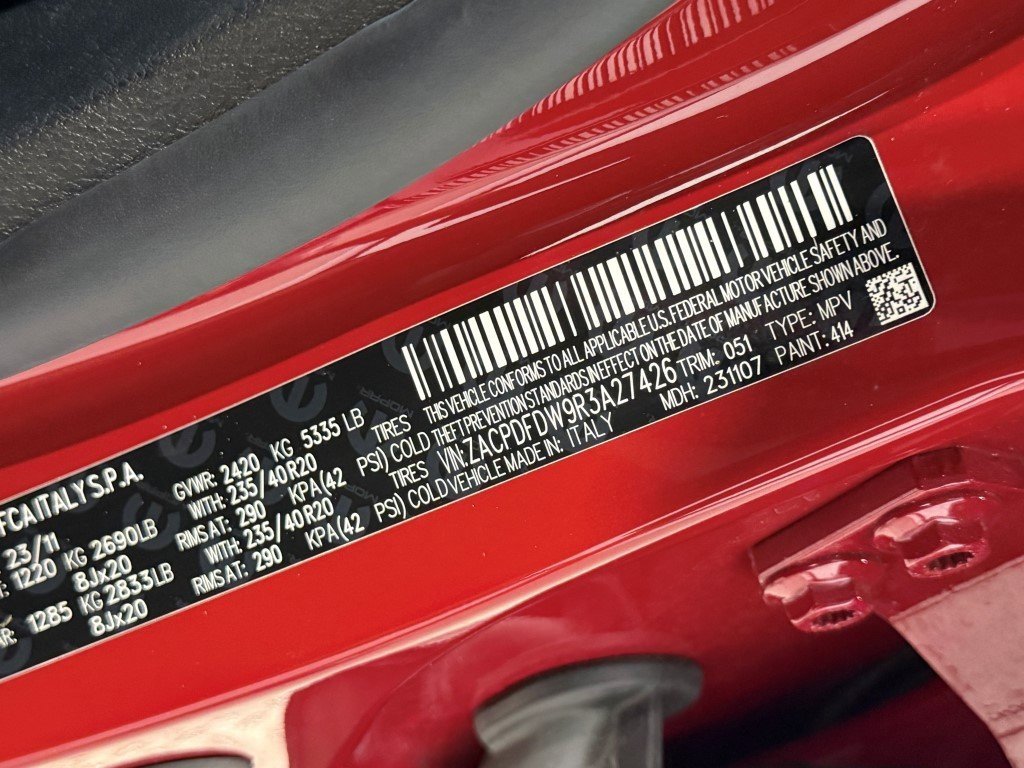 FCA ITALY S.P.A.
23/11
GVWR: 2420 KG 5335 LB
1220 KG 2690LB WITH: 235/40R20 TIRES
8Jx20 RIMS AT: 290 KPA(42 PSI) COLD
1285 KG 2833LB WITH: 235/40R20 TIRES
8Jx20 RIMS AT: 290 KPA(42 PSI) COLD
THIS VEHICLE CONFORMS TO ALL APPLICABLE U.S. FEDERAL MOTOR VEHICLE SAFETY AND
THEFT PREVENTION STANDARDS IN EFFECT ON THE DATE OF MANUFACTURE SHOWN ABOVE.
VIN: ZACPDFDW9R3A27426 TRIM: 051 TYPE: MPV
VEHICLE MADE IN: ITALY MDH: 231107 PAINT: 414